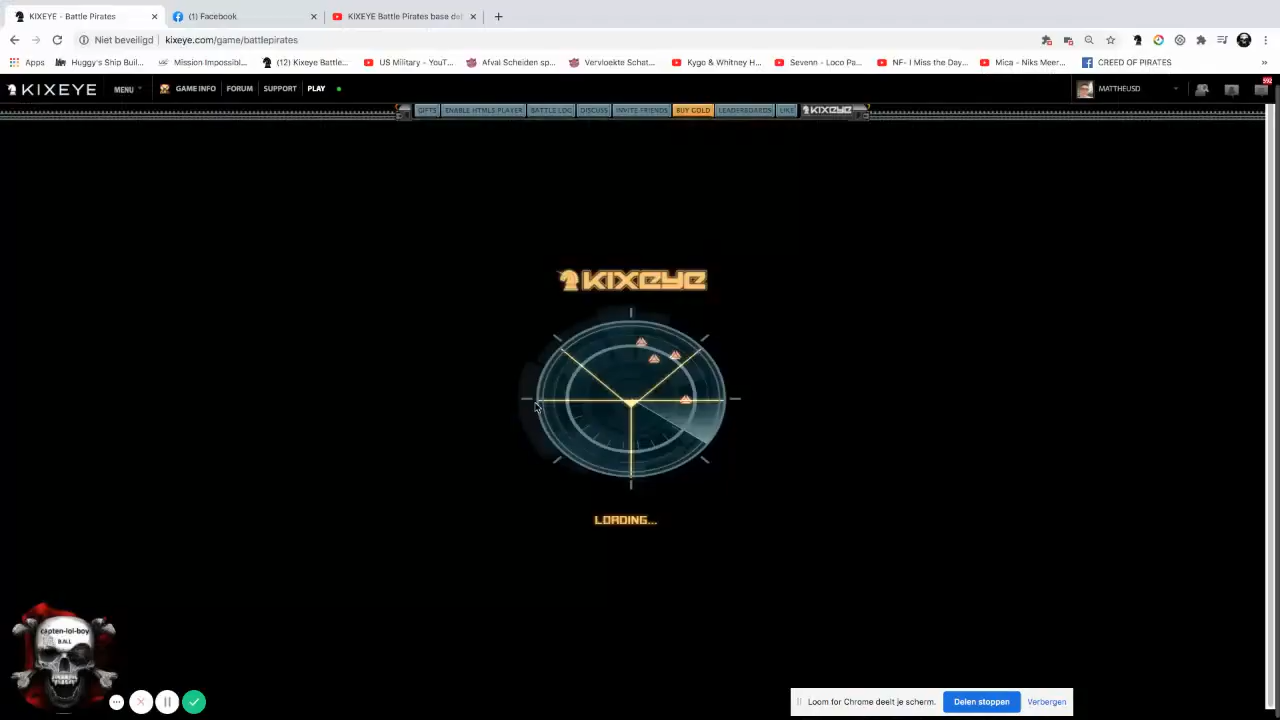 KIXEYE - Battle Pirates
(1) Facebook
KIXEYE Battle Pirates base de
Niet beveiligd
kixeye.com/game/battlepirates
Apps
Huggy's Ship Buil...
Mission Impossibl...
(12) Kixeye Battle...
US Military - YouT...
Afval Scheiden sp...
Vervloekte Schat...
Kygo & Whitney H...
Sevenn - Loco Pa...
NF- I Miss the Day...
Mica - Niks Meer...
CREED OF PIRATES
»
KIXEYE
MENU
GAME INFO
FORUM
SUPPORT
PLAY
MATTHEUSD
592
GIFTS
ENABLE HTML5 PLAYER
BATTLE LOG
DISCUSS
INVITE FRIENDS
BUY GOLD
LEADERBOARDS
LIKE
KIXEYE
KIXEYE
LOADING...
capten-lol-boy
Loom for Chrome deelt je scherm.
Delen stoppen
Verbergen